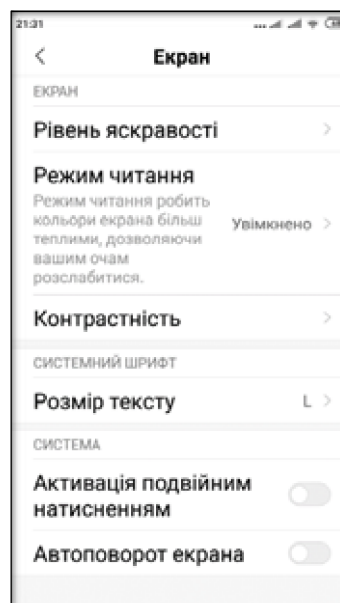 21:31
Екран
ЕКРАН
Рівень яскравості
Режим читання
Режим читання робить
кольори екрана більш
теплими, дозволяючи
вашим очам
розслабитися.
Увімкнено
Контрастність
СИСТЕМНИЙ ШРИФТ
Розмір тексту
L
СИСТЕМА
Активація подвійним
натисненням
Автоповорот екрана